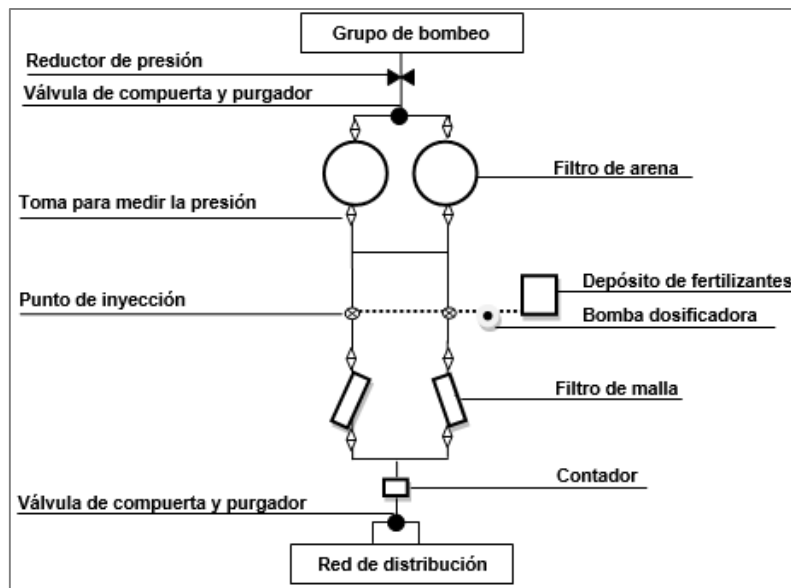 Grupo de bombeo
Reductor de presión
Válvula de compuerta y purgador
Filtro de arena
Toma para medir la presión
Depósito de fertilizantes
Punto de inyección
Bomba dosificadora
Filtro de malla
Contador
Válvula de compuerta y purgador
Red de distribución